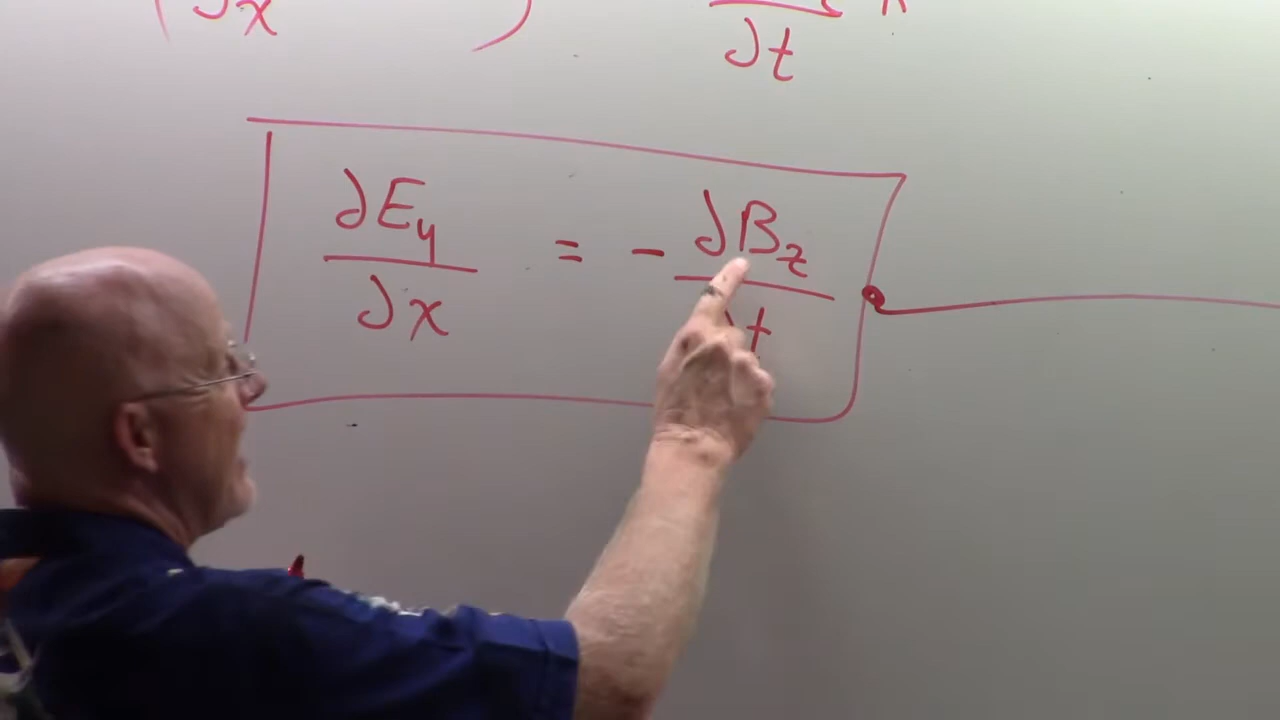 ∂x
∂t
∂E_y/∂x = - ∂B_z/∂t